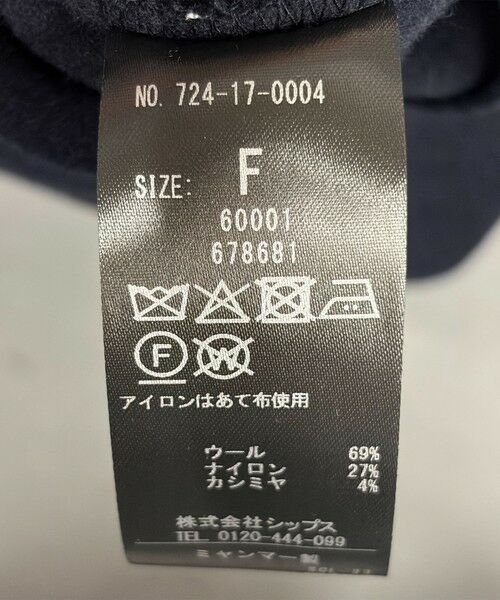 NO. 724-17-0004
SIZE: F
60001
678681
F W
アイロンはあて布使用
ウール 69%
ナイロン 27%
カシミヤ 4%
株式会社シップス
TEL 0120-444-099
ミャンマー製